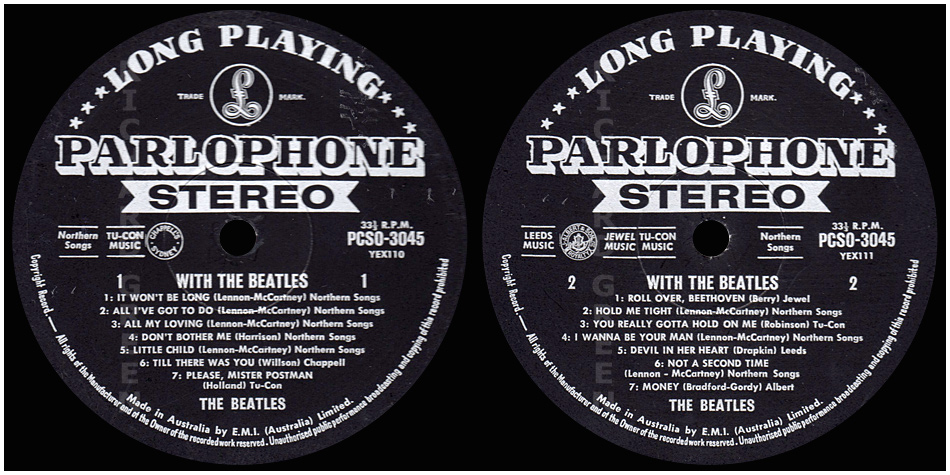 LONG PLAYING
TRADE MARK.
£
PARLOPHONE
STEREO
Northern Songs
TU-CON MUSIC
CHAPPELL'S SYDNEY
33⅓ R.P.M.
PCSO-3045
YEX110
1 WITH THE BEATLES 1
1: IT WON'T BE LONG (Lennon-McCartney) Northern Songs
2: ALL I'VE GOT TO DO (Lennon-McCartney) Northern Songs
3: ALL MY LOVING (Lennon-McCartney) Northern Songs
4: DON'T BOTHER ME (Harrison) Northern Songs
5: LITTLE CHILD (Lennon-McCartney) Northern Songs
6: TILL THERE WAS YOU (Willson) Chappell
7: PLEASE, MISTER POSTMAN
(Holland) Tu-Con
THE BEATLES
Made in Australia by E.M.I. (Australia) Limited.
Copyright Record.— All rights of the Manufacturer and of the Owner of the recorded work reserved. Unauthorised public performance broadcasting and copying of this record prohibited
LONG PLAYING
TRADE MARK.
£
PARLOPHONE
STEREO
LEEDS MUSIC
JEWEL MUSIC
TU-CON MUSIC
Northern Songs
33⅓ R.P.M.
PCSO-3045
YEX111
2 WITH THE BEATLES 2
1: ROLL OVER, BEETHOVEN (Berry) Jewel
2: HOLD ME TIGHT (Lennon-McCartney) Northern Songs
3: YOU REALLY GOTTA HOLD ON ME (Robinson) Tu-Con
4: I WANNA BE YOUR MAN (Lennon-McCartney) Northern Songs
5: DEVIL IN HER HEART (Drapkin) Leeds
6: NOT A SECOND TIME
(Lennon - McCartney) Northern Songs
7: MONEY (Bradford-Gordy) Albert
THE BEATLES
Made in Australia by E.M.I. (Australia) Limited.
Copyright Record.— All rights of the Manufacturer and of the Owner of the recorded work reserved. Unauthorised public performance broadcasting and copying of this record prohibited